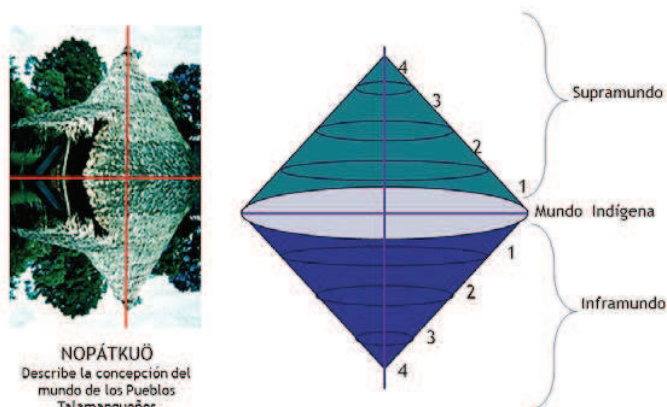 4
3
2
1
Supramundo
Mundo Indígena
1
2
3
4
Inframundo
NOPÁTKUÖ
Describe la concepción del
mundo de los Pueblos
Talamanqueños